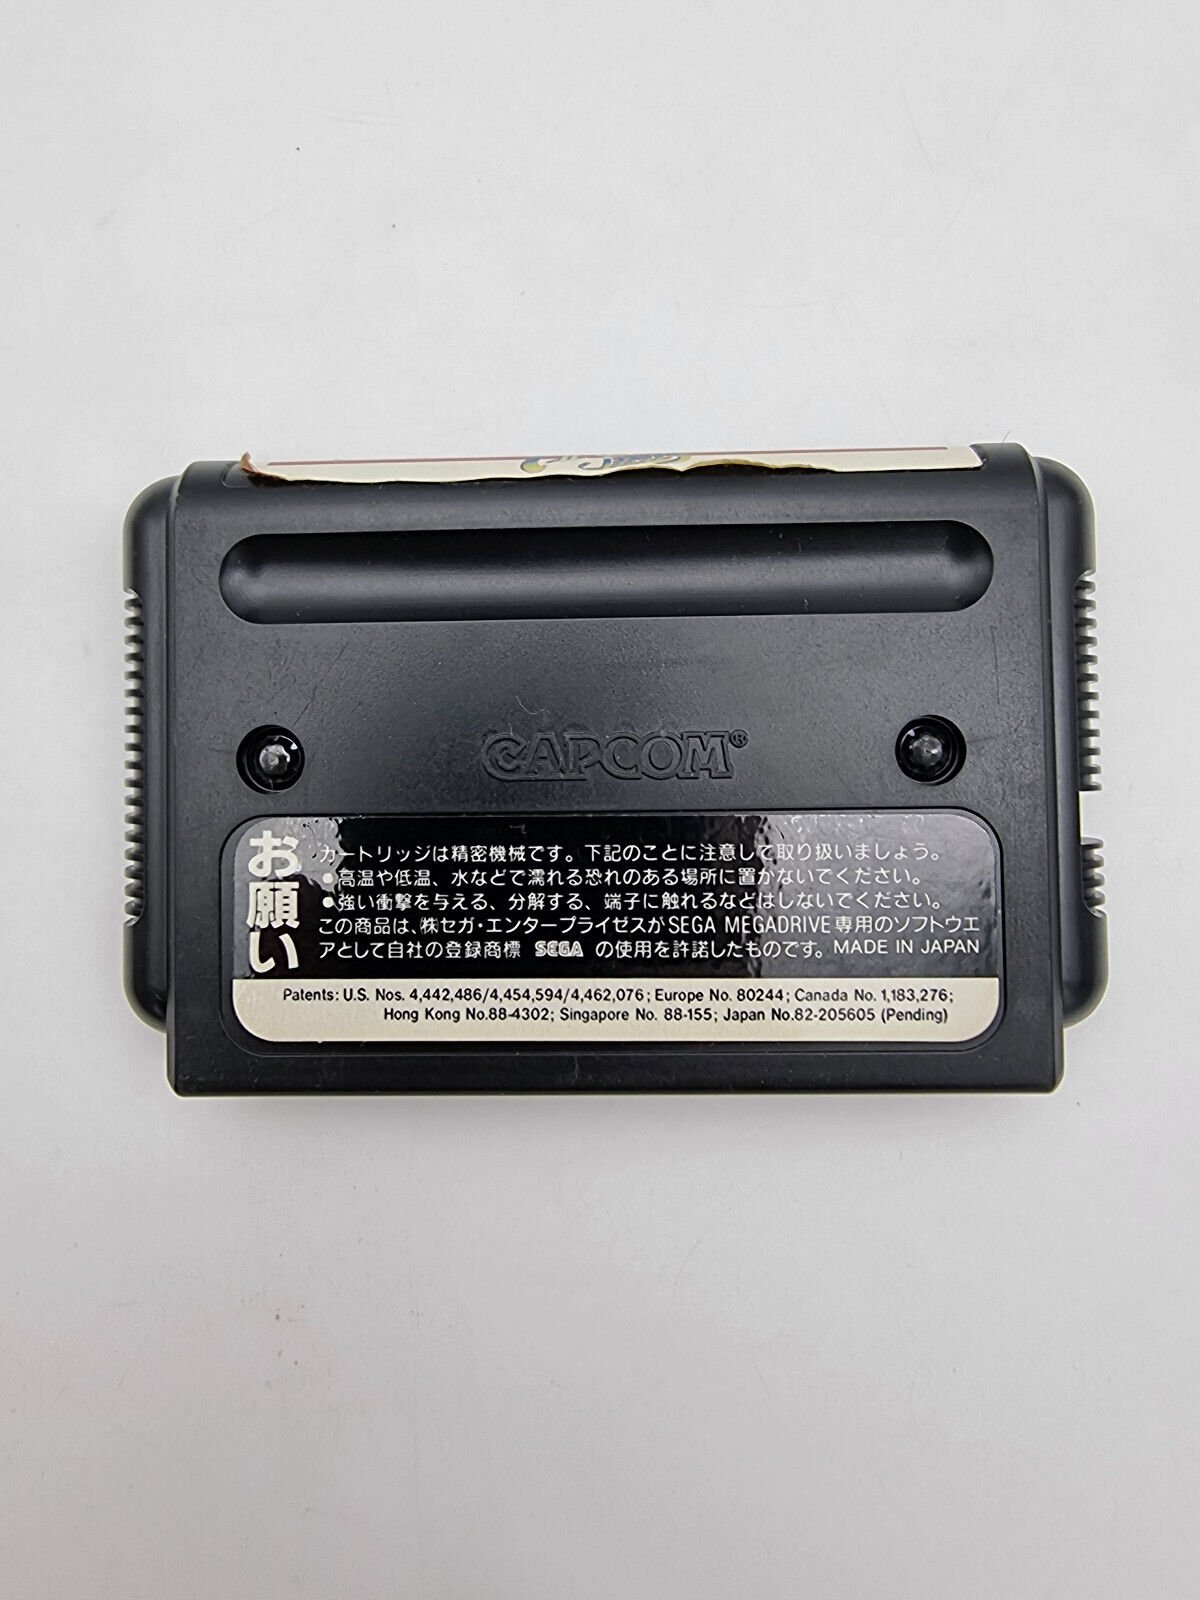 CAPCOM®
お願い
カートリッジは精密機械です。下記のことに注意して取り扱いましょう。
•高温や低温、水などで濡れる恐れのある場所に置かないでください。
•強い衝撃を与える、分解する、端子に触れるなどはしないでください。
この商品は、㈱セガ・エンタープライゼスがSEGA MEGADRIVE専用のソフトウエ
アとして自社の登録商標 SEGA の使用を許諾したものです。 MADE IN JAPAN
Patents: U.S. Nos. 4,442,486/4,454,594/4,462,076; Europe No. 80244; Canada No. 1,183,276;
Hong Kong No.88-4302; Singapore No. 88-155; Japan No.82-205605 (Pending)